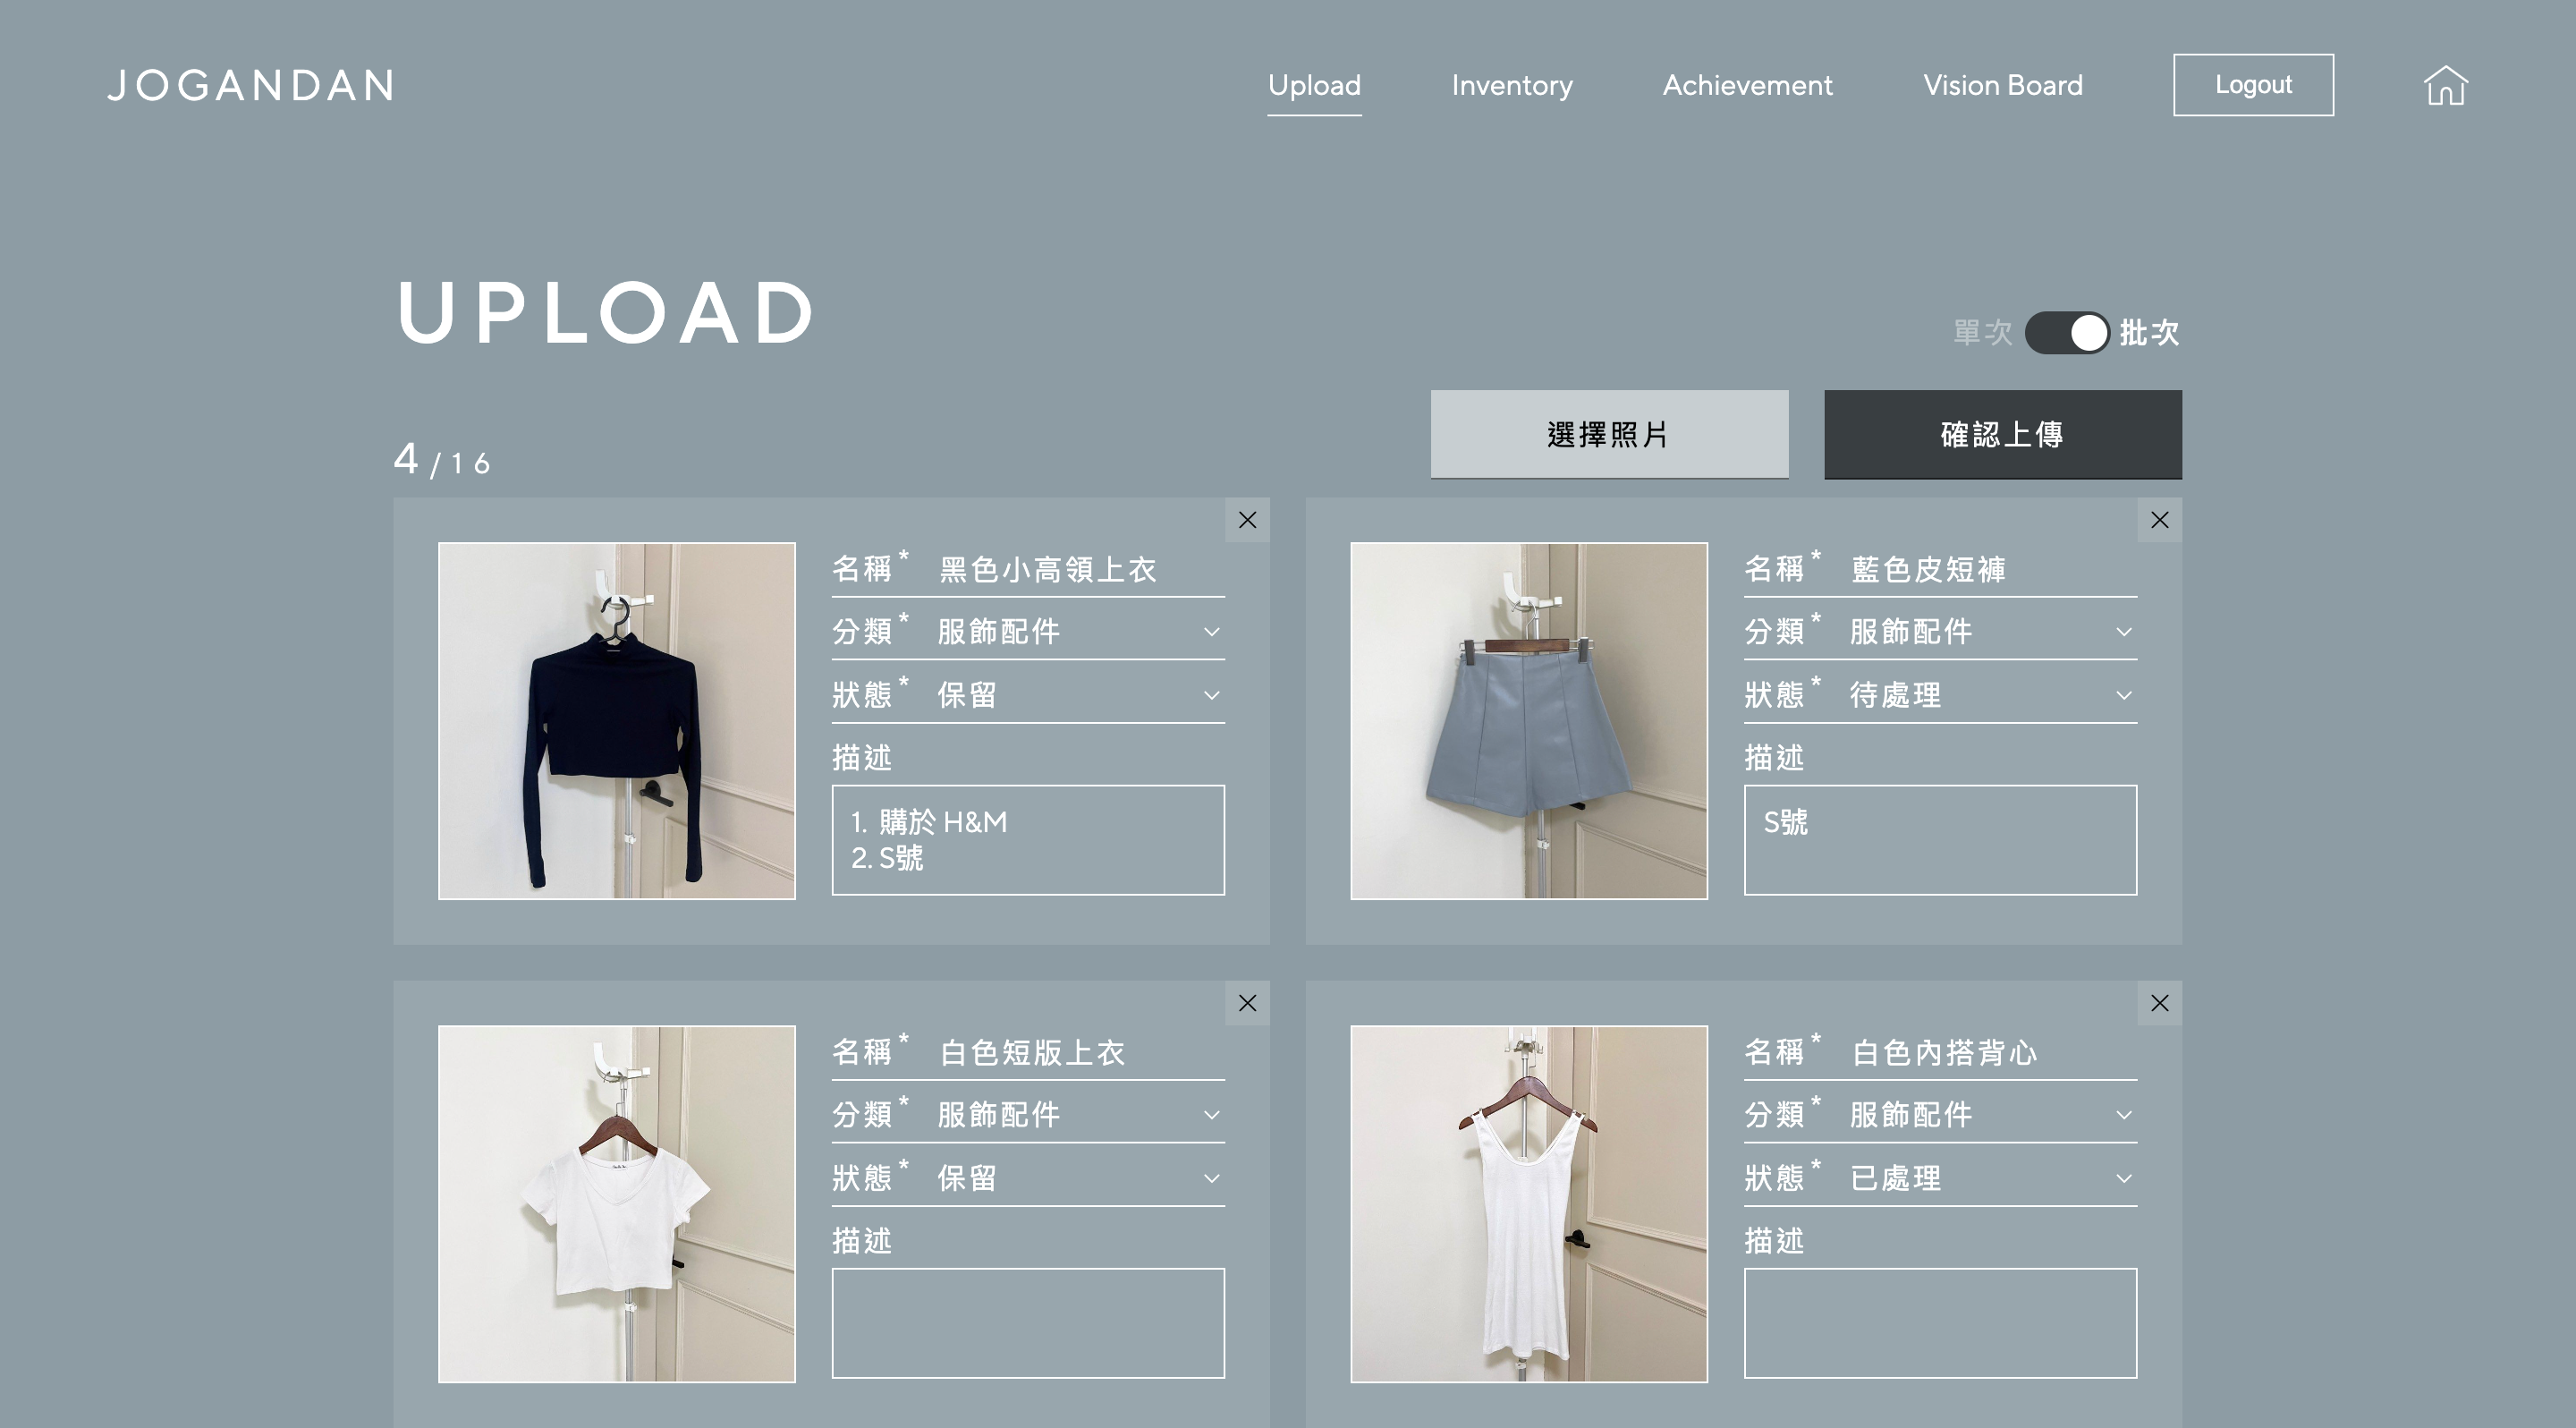 JOGANDAN
Upload
Inventory
Achievement
Vision Board
Logout
UPLOAD
單次
批次
4 / 16
選擇照片
確認上傳
名稱* 黑色小高領上衣
分類* 服飾配件
狀態* 保留
描述
1. 購於 H&M
2. S號
名稱* 藍色皮短褲
分類* 服飾配件
狀態* 待處理
描述
S號
名稱* 白色短版上衣
分類* 服飾配件
狀態* 保留
描述
名稱* 白色內搭背心
分類* 服飾配件
狀態* 已處理
描述